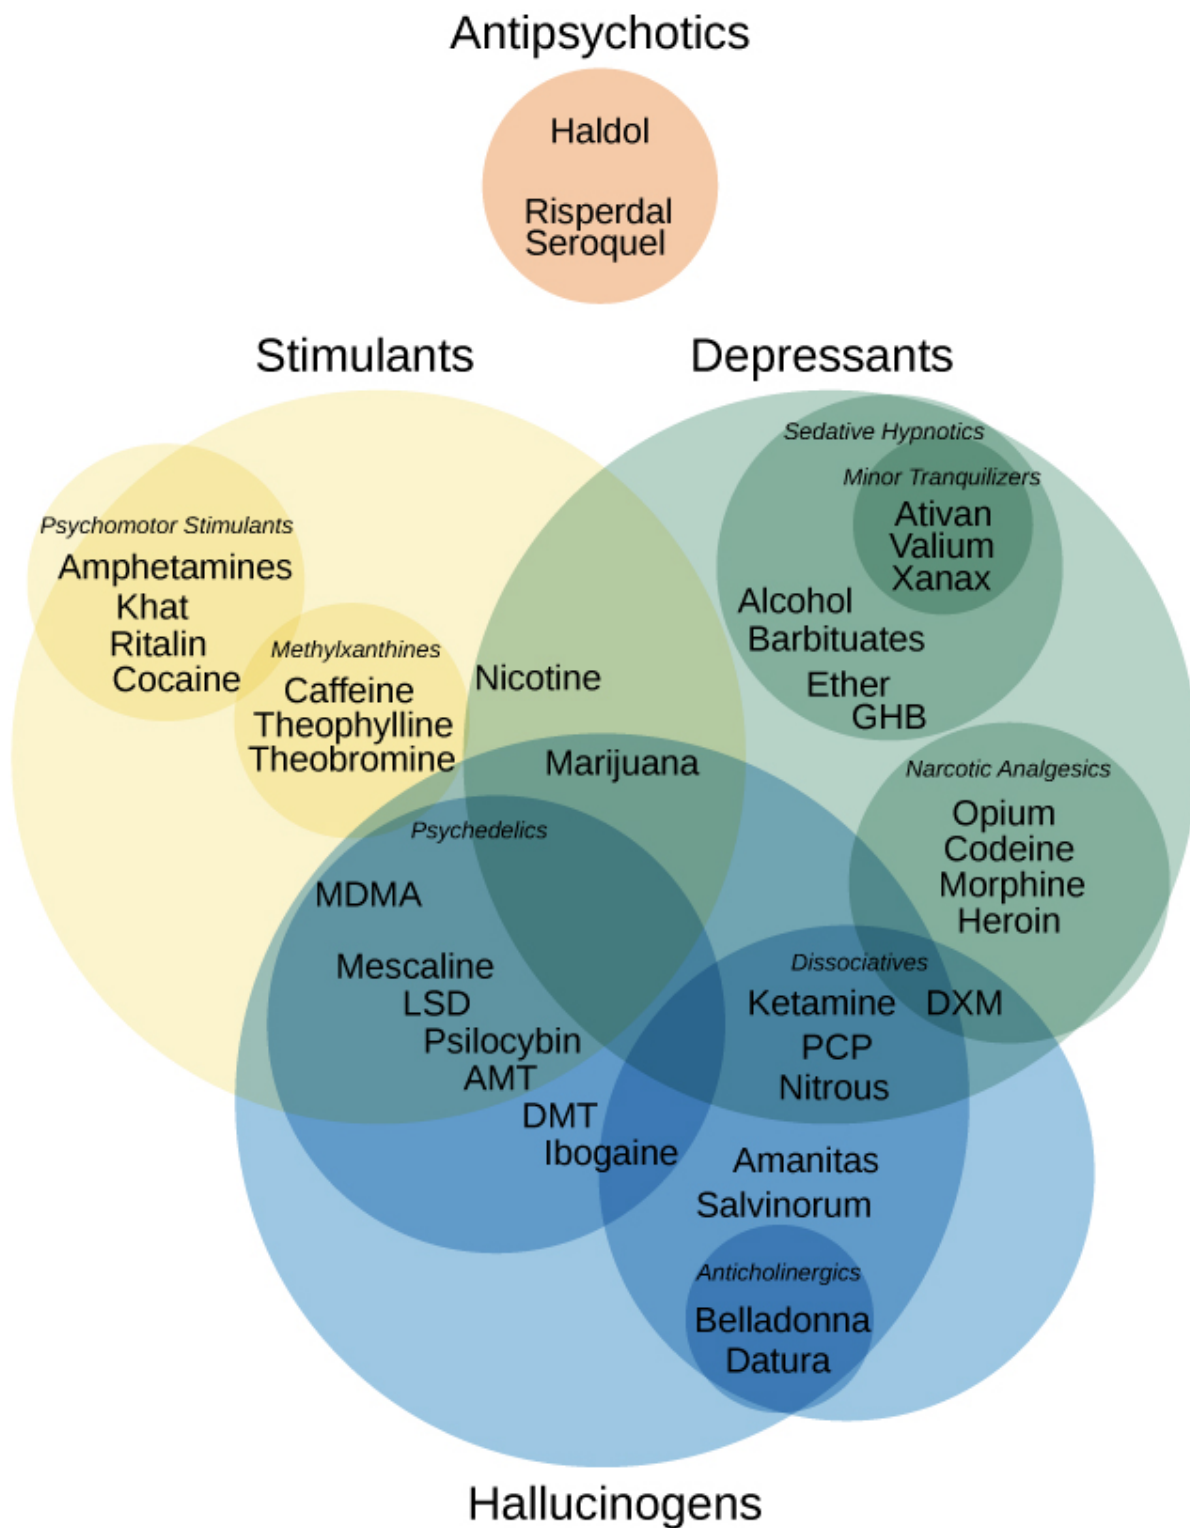 Antipsychotics
Haldol
Risperdal
Seroquel
Stimulants
Depressants
Sedative Hypnotics
Minor Tranquilizers
Ativan
Valium
Xanax
Alcohol
Barbituates
Ether
GHB
Psychomotor Stimulants
Amphetamines
Khat
Ritalin
Cocaine
Methylxanthines
Caffeine
Theophylline
Theobromine
Nicotine
Marijuana
Narcotic Analgesics
Opium
Codeine
Morphine
Heroin
Psychedelics
MDMA
Mescaline
LSD
Psilocybin
AMT
DMT
Ibogaine
Dissociatives
Ketamine
DXM
PCP
Nitrous
Amanitas
Salvinorum
Anticholinergics
Belladonna
Datura
Hallucinogens